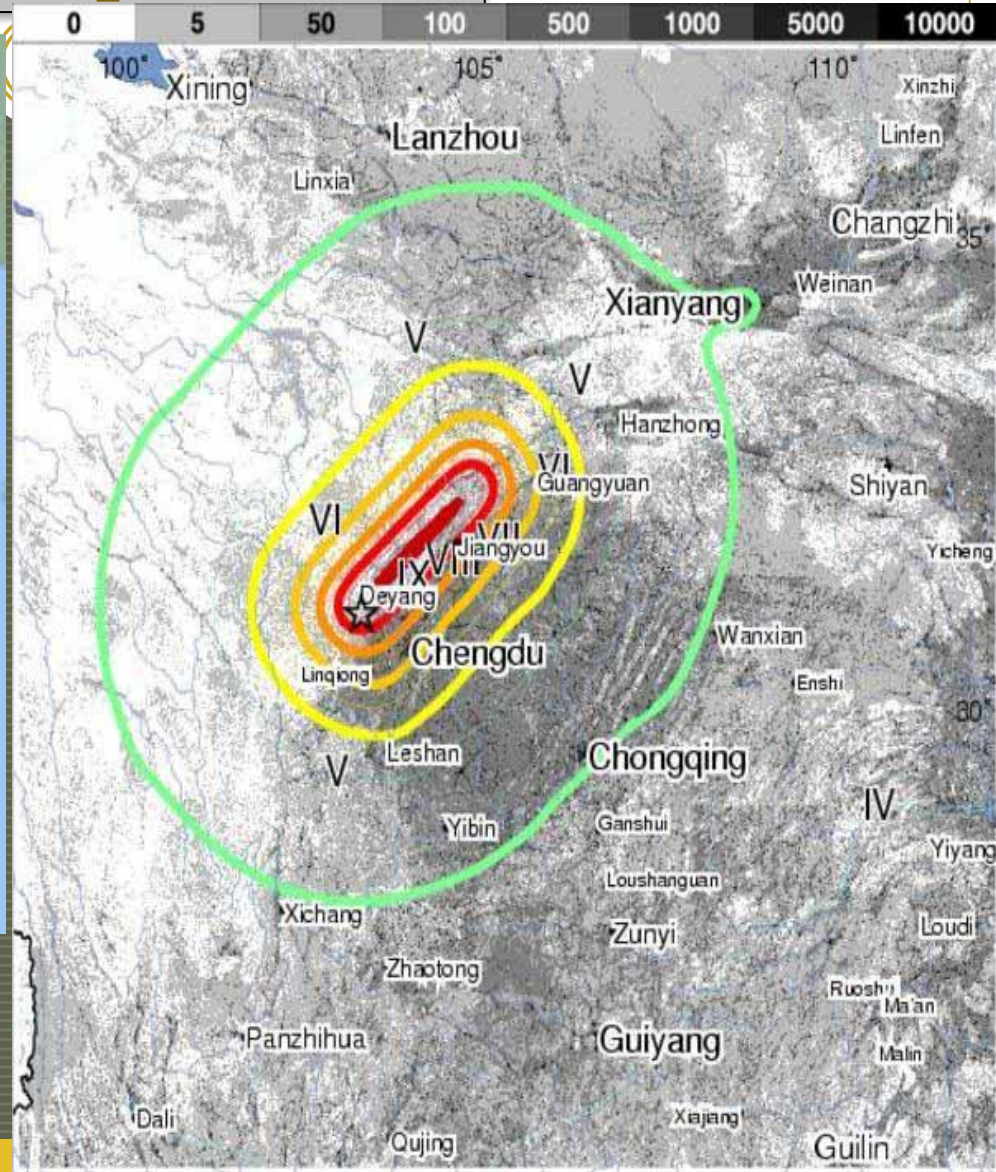 0 5 50 100 500 1000 5000 10000
100° 105° 110°
Xining
Xinzhi
Lanzhou
Linfen
Linxia
Changzhi
35°
Weinan
Xianyang
V
V
Hanzhong
VI
Guangyuan
Shiyan
VI
VII
Jiangyou
Yicheng
VIII
IX
Deyang
Wanxian
Chengdu
Linqiong
Enshi
30°
Leshan
Chongqing
V
IV
Yibin
Ganshui
Yiyang
Loushanguan
Xichang
Zunyi
Loudi
Zhaotong
Ruoshu
Ma'an
Panzhihua
Guiyang
Malin
Dali
Xiajiang
Qujing
Guilin